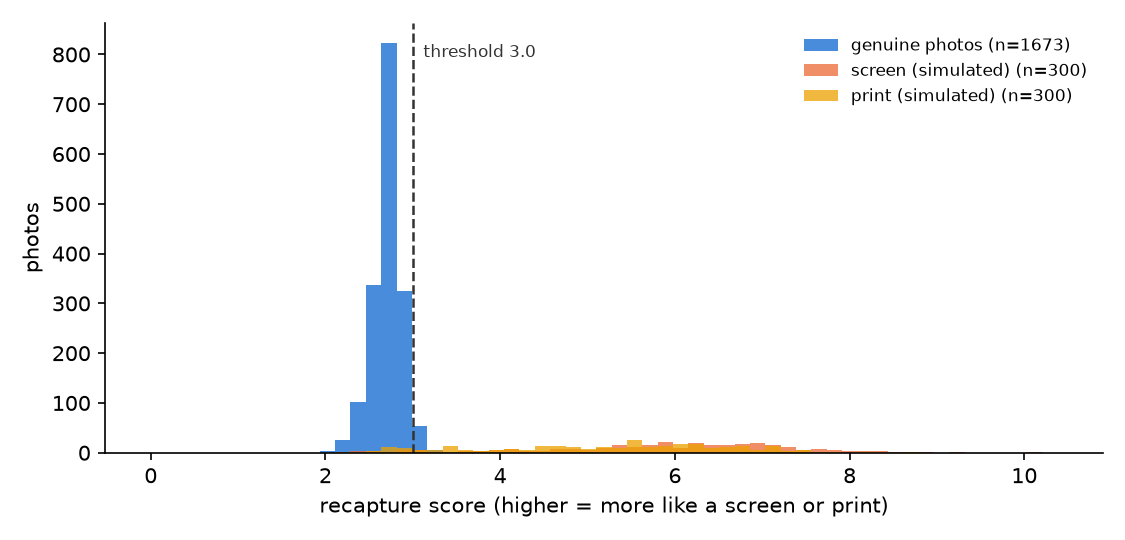 threshold 3.0
genuine photos (n=1673)
screen (simulated) (n=300)
print (simulated) (n=300)
800
700
600
500
400
300
200
100
0
photos
0 2 4 6 8 10
recapture score (higher = more like a screen or print)